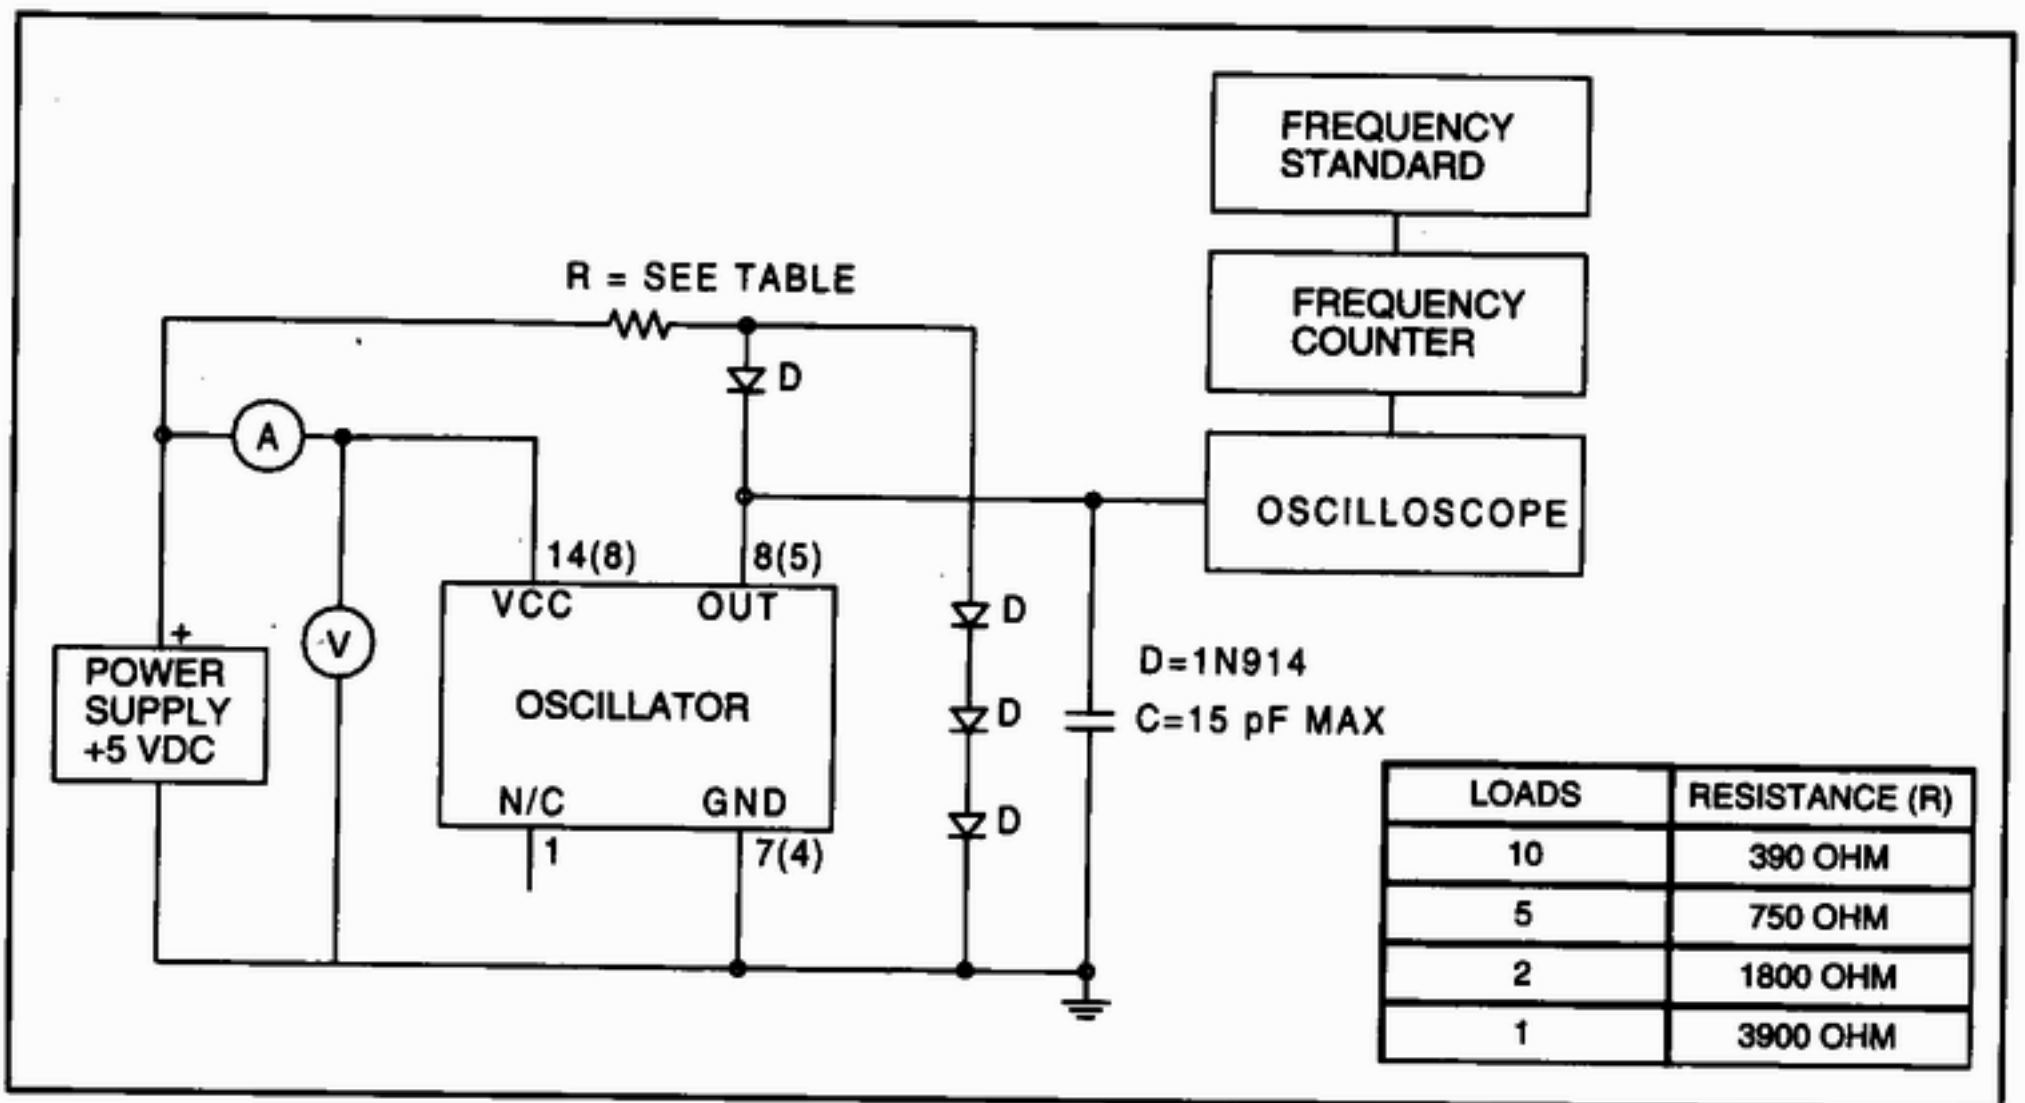 FREQUENCY
STANDARD
R = SEE TABLE
FREQUENCY
COUNTER
D
A
OSCILLOSCOPE
14(8)
8(5)
VCC
OUT
D
+
V
POWER
SUPPLY
+5 VDC
OSCILLATOR
D
D=1N914
C=15 pF MAX
N/C
GND
D
1
7(4)
LOADS RESISTANCE (R)
10 390 OHM
5 750 OHM
2 1800 OHM
1 3900 OHM